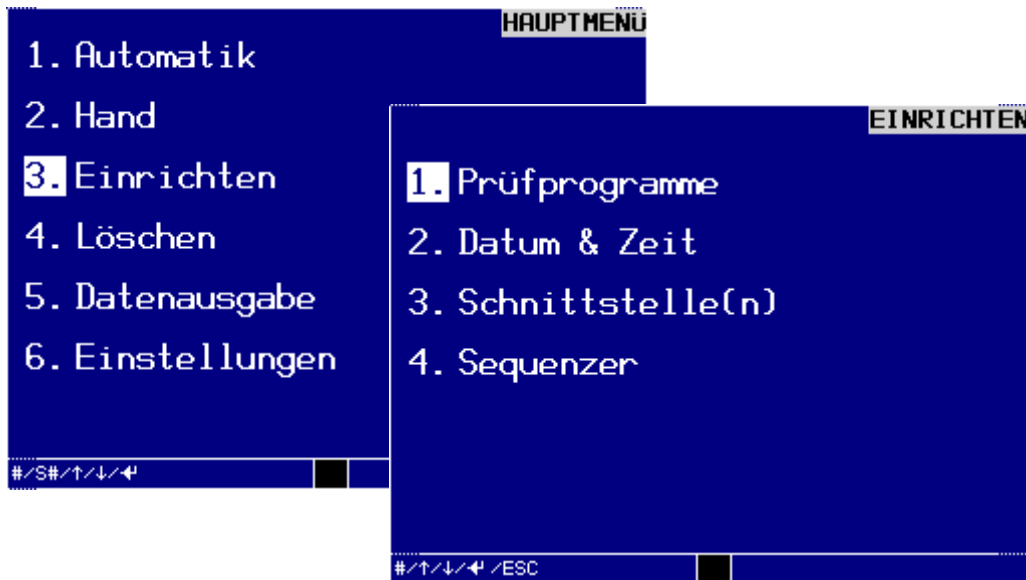 HAUPTMENÜ
1. Automatik
2. Hand
3. Einrichten
4. Löschen
5. Datenausgabe
6. Einstellungen
#/S#/↑/↓/↵
EINRICHTEN
1. Prüfprogramme
2. Datum & Zeit
3. Schnittstelle(n)
4. Sequenzer
#/↑/↓/↵ /ESC